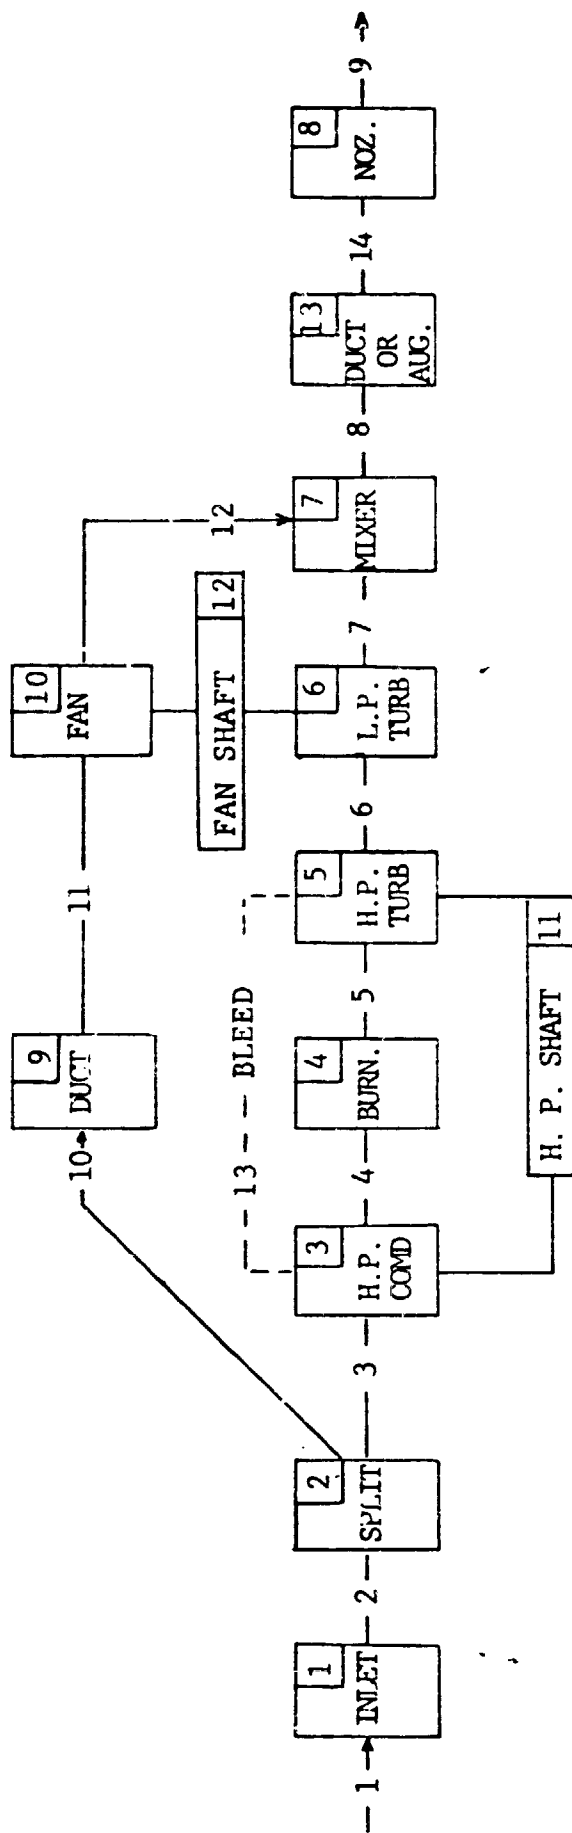 10
FAN
9
DUCT
11
10
12
FAN SHAFT
12
13
BLEED
1
1
INLET
2
2
SPLIT
3
3
H.P.
COMD
4
4
BURN.
5
5
H.P.
TURB
6
6
L.P.
TURB
7
7
MIXER
8
13
DUCT
OR
AUG.
14
8
NOZ.
9
H. P. SHAFT
11